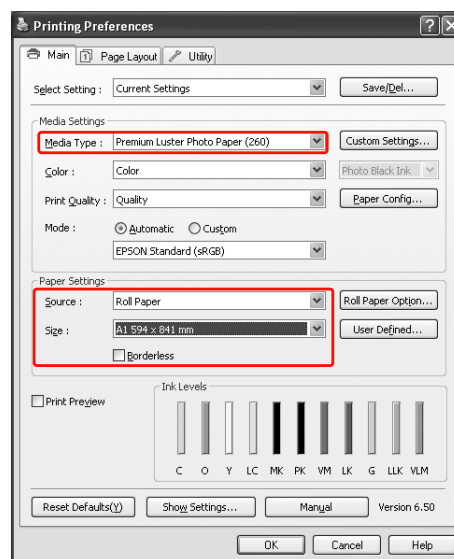 Printing Preferences
Main Page Layout Utility
Select Setting : Current Settings Save/Del...
Media Settings
Media Type : Premium Luster Photo Paper (260) Custom Settings...
Color : Color Photo Black Ink
Print Quality : Quality Paper Config...
Mode : Automatic Custom
EPSON Standard (sRGB)
Paper Settings
Source : Roll Paper Roll Paper Option...
Size : A1 594 x 841 mm User Defined...
Borderless
Print Preview Ink Levels
C O Y LC MK PK VM LK G LLK VLM
Reset Defaults(Y) Show Settings... Manual Version 6.50
OK Cancel Help